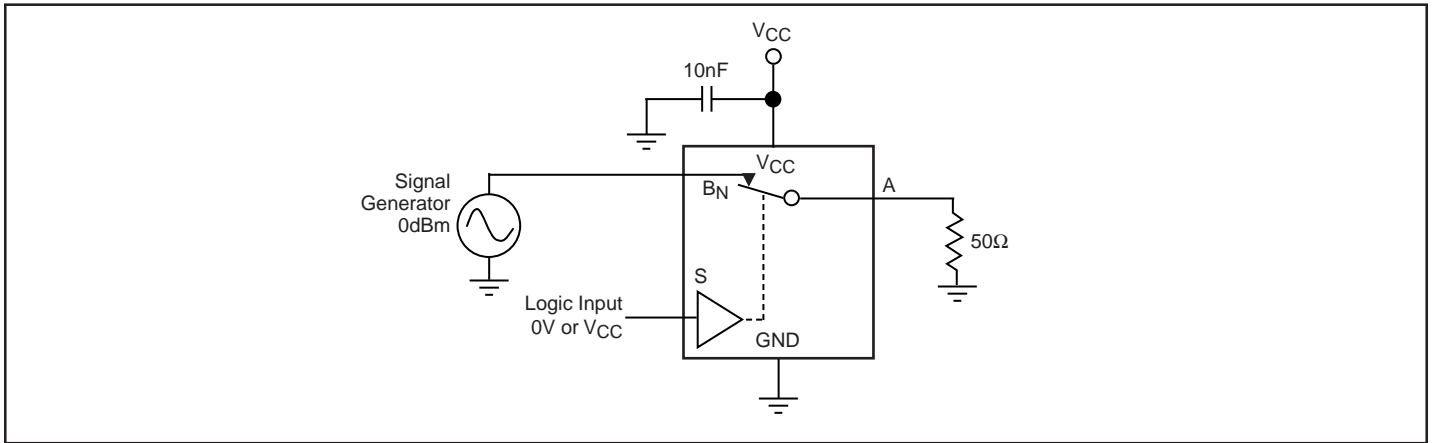 VCC
10nF
VCC
Signal
Generator
0dBm
BN
A
50Ω
S
Logic Input
0V or VCC
GND